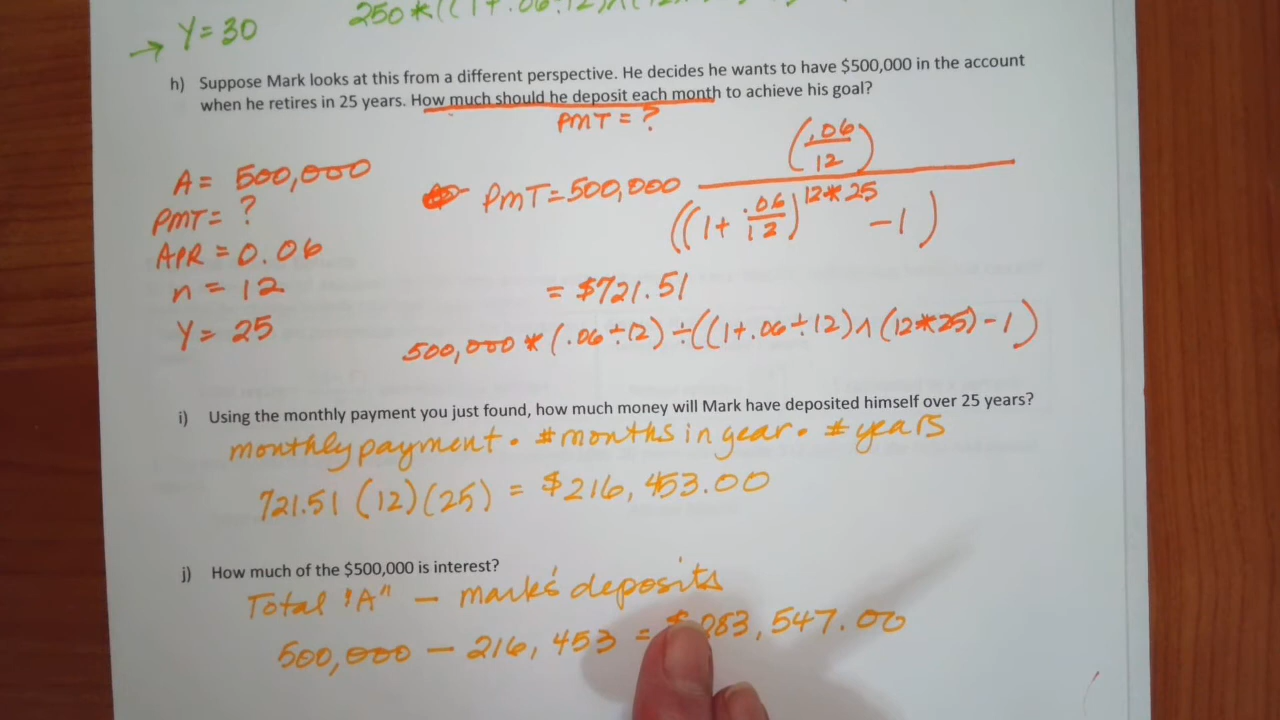 → Y = 30
250 * ((1 + .06 ÷ 12) ^ (12
h) Suppose Mark looks at this from a different perspective. He decides he wants to have $500,000 in the account
when he retires in 25 years. How much should he deposit each month to achieve his goal?
PMT = ?
A = 500,000
PMT = ?
APR = 0.06
n = 12
Y = 25
PMT = 500,000 (.06/12) / ((1 + .06/12)^12*25 - 1)
= $721.51
500,000 * (.06 ÷ 12) ÷ ((1 + .06 ÷ 12) ^ (12*25) - 1)
i) Using the monthly payment you just found, how much money will Mark have deposited himself over 25 years?
monthly payment · # months in year · # years
721.51 (12)(25) = $216,453.00
j) How much of the $500,000 is interest?
Total "A" - mark's deposits
500,000 - 216,453 = $283,547.00